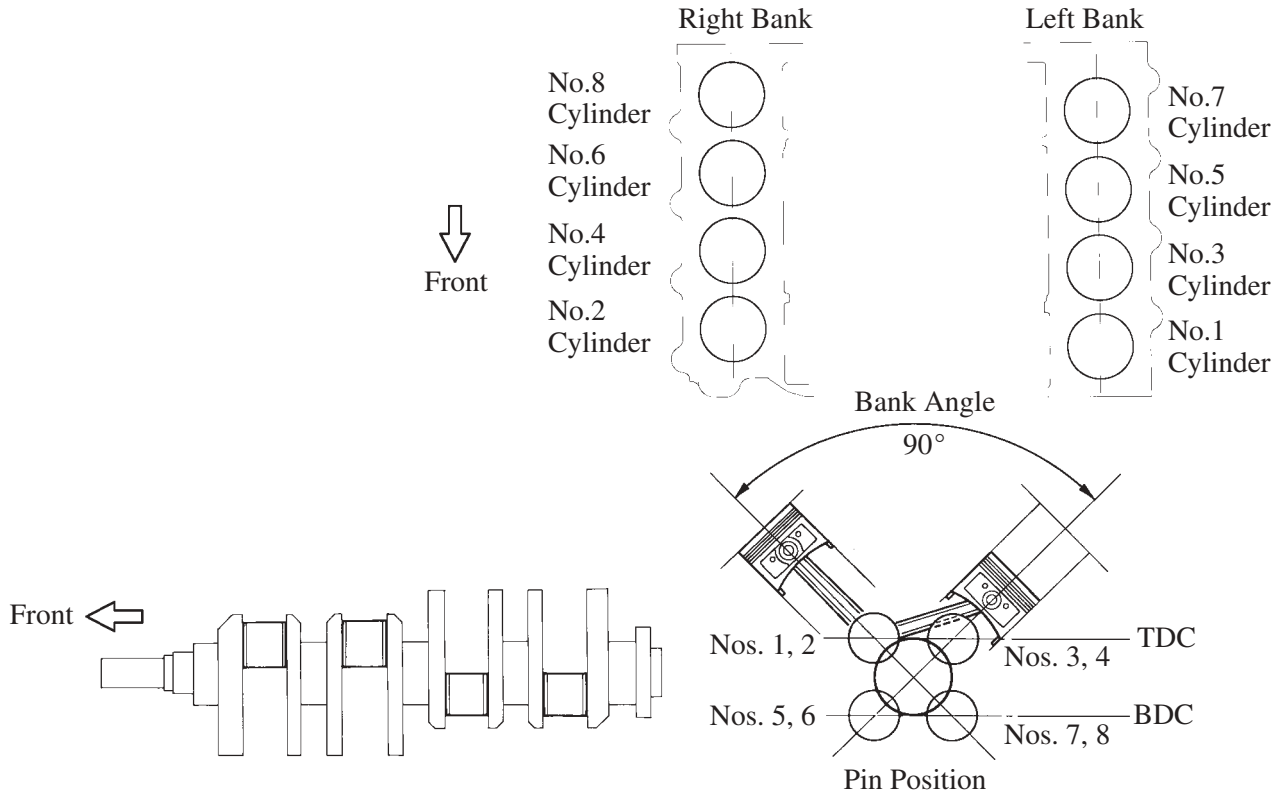 Right Bank
Left Bank
No.8
Cylinder
No.6
Cylinder
No.4
Cylinder
No.2
Cylinder
Front
No.7
Cylinder
No.5
Cylinder
No.3
Cylinder
No.1
Cylinder
Bank Angle
90°
Front
Nos. 1, 2
Nos. 3, 4
TDC
Nos. 5, 6
Nos. 7, 8
BDC
Pin Position